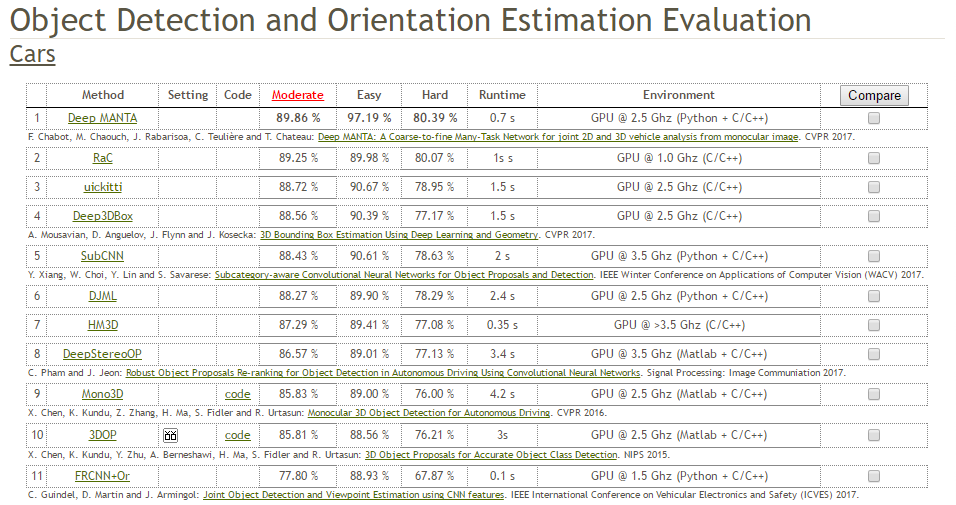 Object Detection and Orientation Estimation Evaluation
Cars
Method Setting Code Moderate Easy Hard Runtime Environment Compare
1 Deep MANTA 89.86 % 97.19 % 80.39 % 0.7 s GPU @ 2.5 Ghz (Python + C/C++)
F. Chabot, M. Chaouch, J. Rabarisoa, C. Teulière and T. Chateau: Deep MANTA: A Coarse-to-fine Many-Task Network for joint 2D and 3D vehicle analysis from monocular image. CVPR 2017.
2 RaC 89.25 % 89.98 % 80.07 % 1s s GPU @ 1.0 Ghz (C/C++)
3 uickitti 88.72 % 90.67 % 78.95 % 1.5 s GPU @ 2.5 Ghz (C/C++)
4 Deep3DBox 88.56 % 90.39 % 77.17 % 1.5 s GPU @ 2.5 Ghz (C/C++)
A. Mousavian, D. Anguelov, J. Flynn and J. Kosecka: 3D Bounding Box Estimation Using Deep Learning and Geometry. CVPR 2017.
5 SubCNN 88.43 % 90.61 % 78.63 % 2 s GPU @ 3.5 Ghz (Python + C/C++)
Y. Xiang, W. Choi, Y. Lin and S. Savarese: Subcategory-aware Convolutional Neural Networks for Object Proposals and Detection. IEEE Winter Conference on Applications of Computer Vision (WACV) 2017.
6 DJML 88.27 % 89.90 % 78.29 % 2.4 s GPU @ 2.5 Ghz (Python + C/C++)
7 HM3D 87.29 % 89.41 % 77.08 % 0.35 s GPU @ >3.5 Ghz (C/C++)
8 DeepStereoOP 86.57 % 89.01 % 77.13 % 3.4 s GPU @ 3.5 Ghz (Matlab + C/C++)
C. Pham and J. Jeon: Robust Object Proposals Re-ranking for Object Detection in Autonomous Driving Using Convolutional Neural Networks. Signal Processing: Image Communiation 2017.
9 Mono3D code 85.83 % 89.00 % 76.00 % 4.2 s GPU @ 2.5 Ghz (Matlab + C/C++)
X. Chen, K. Kundu, Z. Zhang, H. Ma, S. Fidler and R. Urtasun: Monocular 3D Object Detection for Autonomous Driving. CVPR 2016.
10 3DOP code 85.81 % 88.56 % 76.21 % 3s GPU @ 2.5 Ghz (Matlab + C/C++)
X. Chen, K. Kundu, Y. Zhu, A. Berneshawi, H. Ma, S. Fidler and R. Urtasun: 3D Object Proposals for Accurate Object Class Detection. NIPS 2015.
11 FRCNN+Or 77.80 % 88.93 % 67.87 % 0.1 s GPU @ 1.5 Ghz (Python + C/C++)
C. Guindel, D. Martin and J. Armingol: Joint Object Detection and Viewpoint Estimation using CNN features. IEEE International Conference on Vehicular Electronics and Safety (ICVES) 2017.